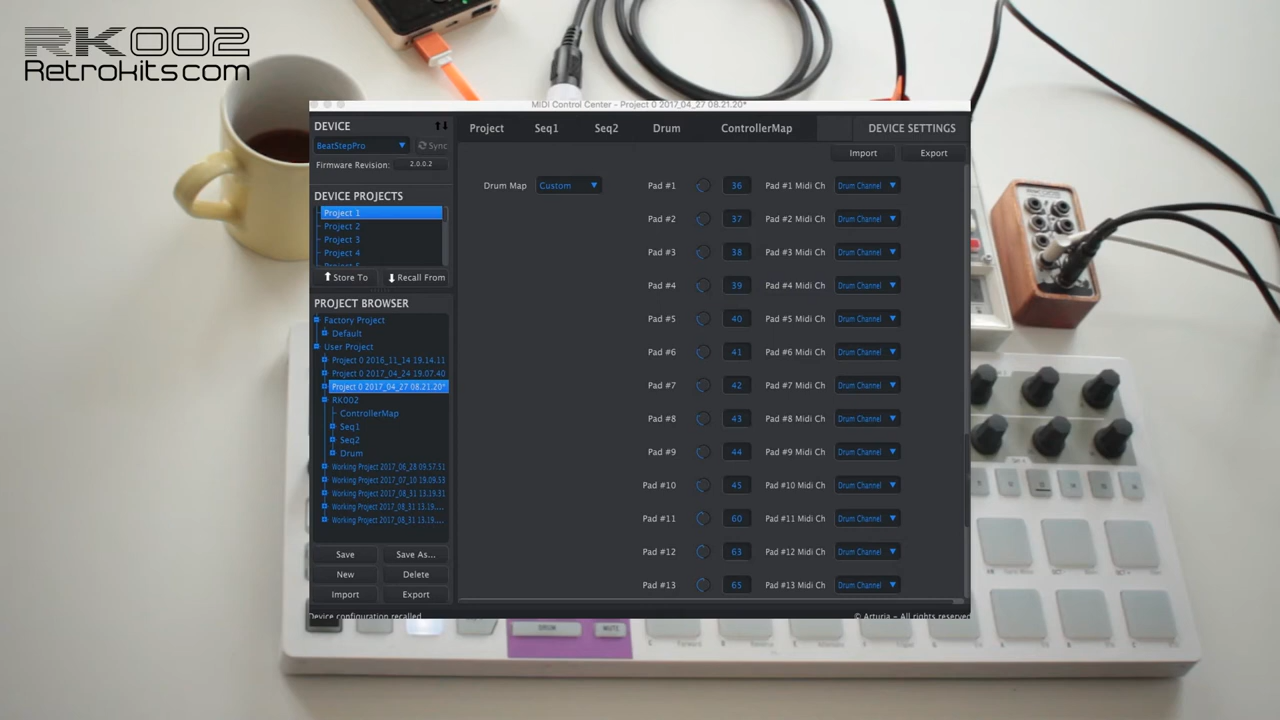 RK002
Retrokits.com
MIDI Control Center - Project 0 2017_04_27 08.21.20*
DEVICE
BeatStepPro
Sync
Firmware Revision:
2.0.0.2
DEVICE PROJECTS
Project 1
Project 2
Project 3
Project 4
Store To
Recall From
PROJECT BROWSER
Factory Project
Default
User Project
Project 0 2016_11_14 19.14.11
Project 0 2017_04_24 19.07.40
Project 0 2017_04_27 08.21.20*
RK002
ControllerMap
Seq1
Seq2
Drum
Working Project 2017_06_28 09.57.51
Working Project 2017_07_10 19.09.53
Working Project 2017_08_31 13.19.31
Working Project 2017_08_31 13.19....
Working Project 2017_08_31 13.19....
Save
Save As...
New
Delete
Import
Export
Device configuration recalled
Project
Seq1
Seq2
Drum
ControllerMap
DEVICE SETTINGS
Import
Export
Drum Map
Custom
Pad #1 36 Pad #1 Midi Ch Drum Channel
Pad #2 37 Pad #2 Midi Ch Drum Channel
Pad #3 38 Pad #3 Midi Ch Drum Channel
Pad #4 39 Pad #4 Midi Ch Drum Channel
Pad #5 40 Pad #5 Midi Ch Drum Channel
Pad #6 41 Pad #6 Midi Ch Drum Channel
Pad #7 42 Pad #7 Midi Ch Drum Channel
Pad #8 43 Pad #8 Midi Ch Drum Channel
Pad #9 44 Pad #9 Midi Ch Drum Channel
Pad #10 45 Pad #10 Midi Ch Drum Channel
Pad #11 60 Pad #11 Midi Ch Drum Channel
Pad #12 63 Pad #12 Midi Ch Drum Channel
Pad #13 65 Pad #13 Midi Ch Drum Channel
© Arturia - All rights reserved
DRUM
MUTE